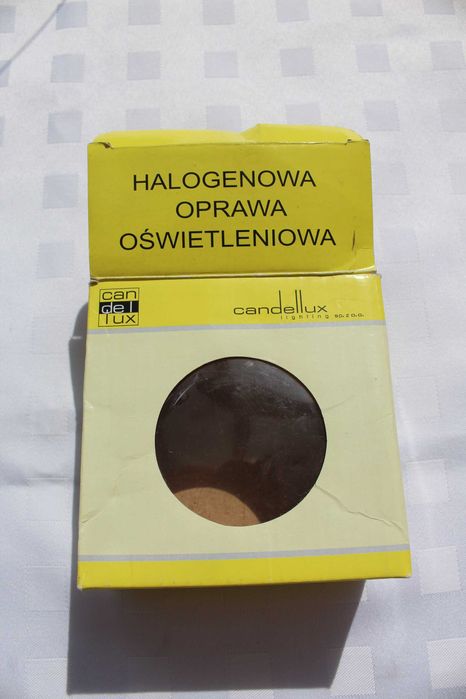 HALOGENOWA
OPRAWA
OŚWIETLENIOWA
can
del
lux
candellux
lighting sp. z o.o.